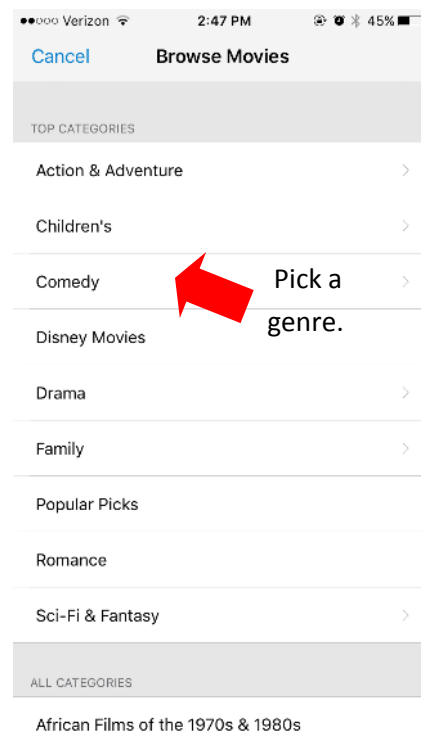 Verizon 2:47 PM 45%
Cancel Browse Movies
TOP CATEGORIES
Action & Adventure
Children's
Comedy
Pick a
genre.
Disney Movies
Drama
Family
Popular Picks
Romance
Sci-Fi & Fantasy
ALL CATEGORIES
African Films of the 1970s & 1980s